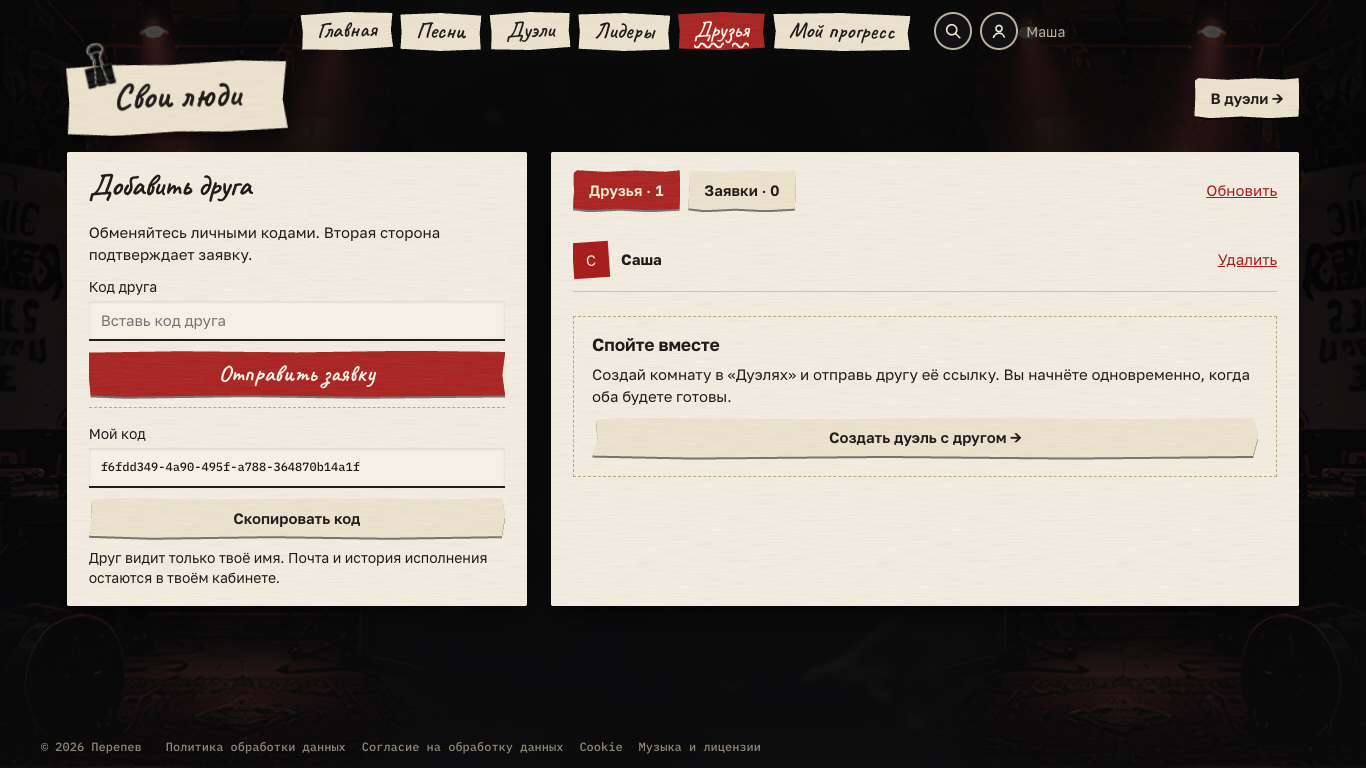 Главная Песни Дуэли Лидеры Друзья Мой прогресс Маша
Свои люди
В дуэли →
Добавить друга
Обменяйтесь личными кодами. Вторая сторона
подтверждает заявку.
Код друга
Вставь код друга
Отправить заявку
Мой код
f6fdd349-4a90-495f-a788-364870b14a1f
Скопировать код
Друг видит только твоё имя. Почта и история исполнения
остаются в твоём кабинете.
Друзья · 1 Заявки · 0 Обновить
С Саша Удалить
Спойте вместе
Создай комнату в «Дуэлях» и отправь другу её ссылку. Вы начнёте одновременно, когда
оба будете готовы.
Создать дуэль с другом →
© 2026 Перепев Политика обработки данных Согласие на обработку данных Cookie Музыка и лицензии